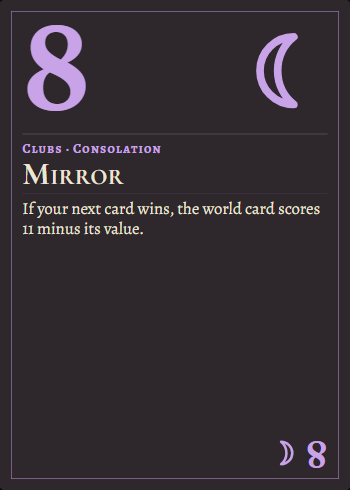 8
Clubs · Consolation
Mirror
If your next card wins, the world card scores
11 minus its value.
8